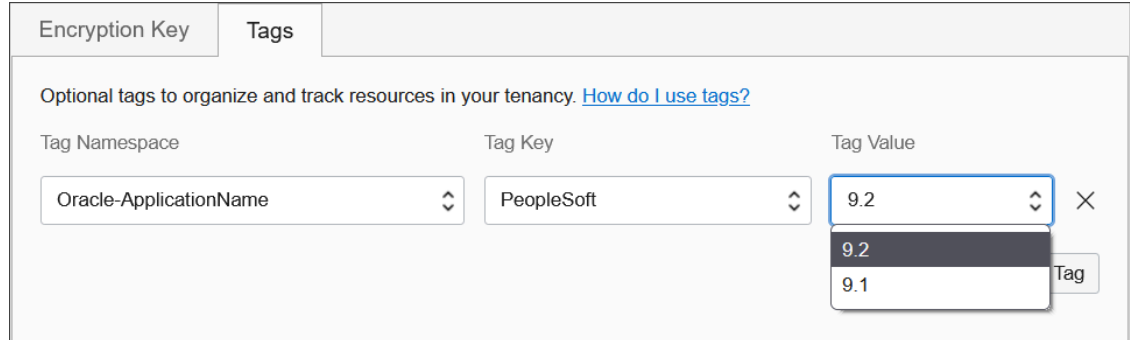 Encryption Key Tags
Optional tags to organize and track resources in your tenancy. How do I use tags?
Tag Namespace Tag Key Tag Value
Oracle-ApplicationName PeopleSoft 9.2
9.2
Tag
9.1